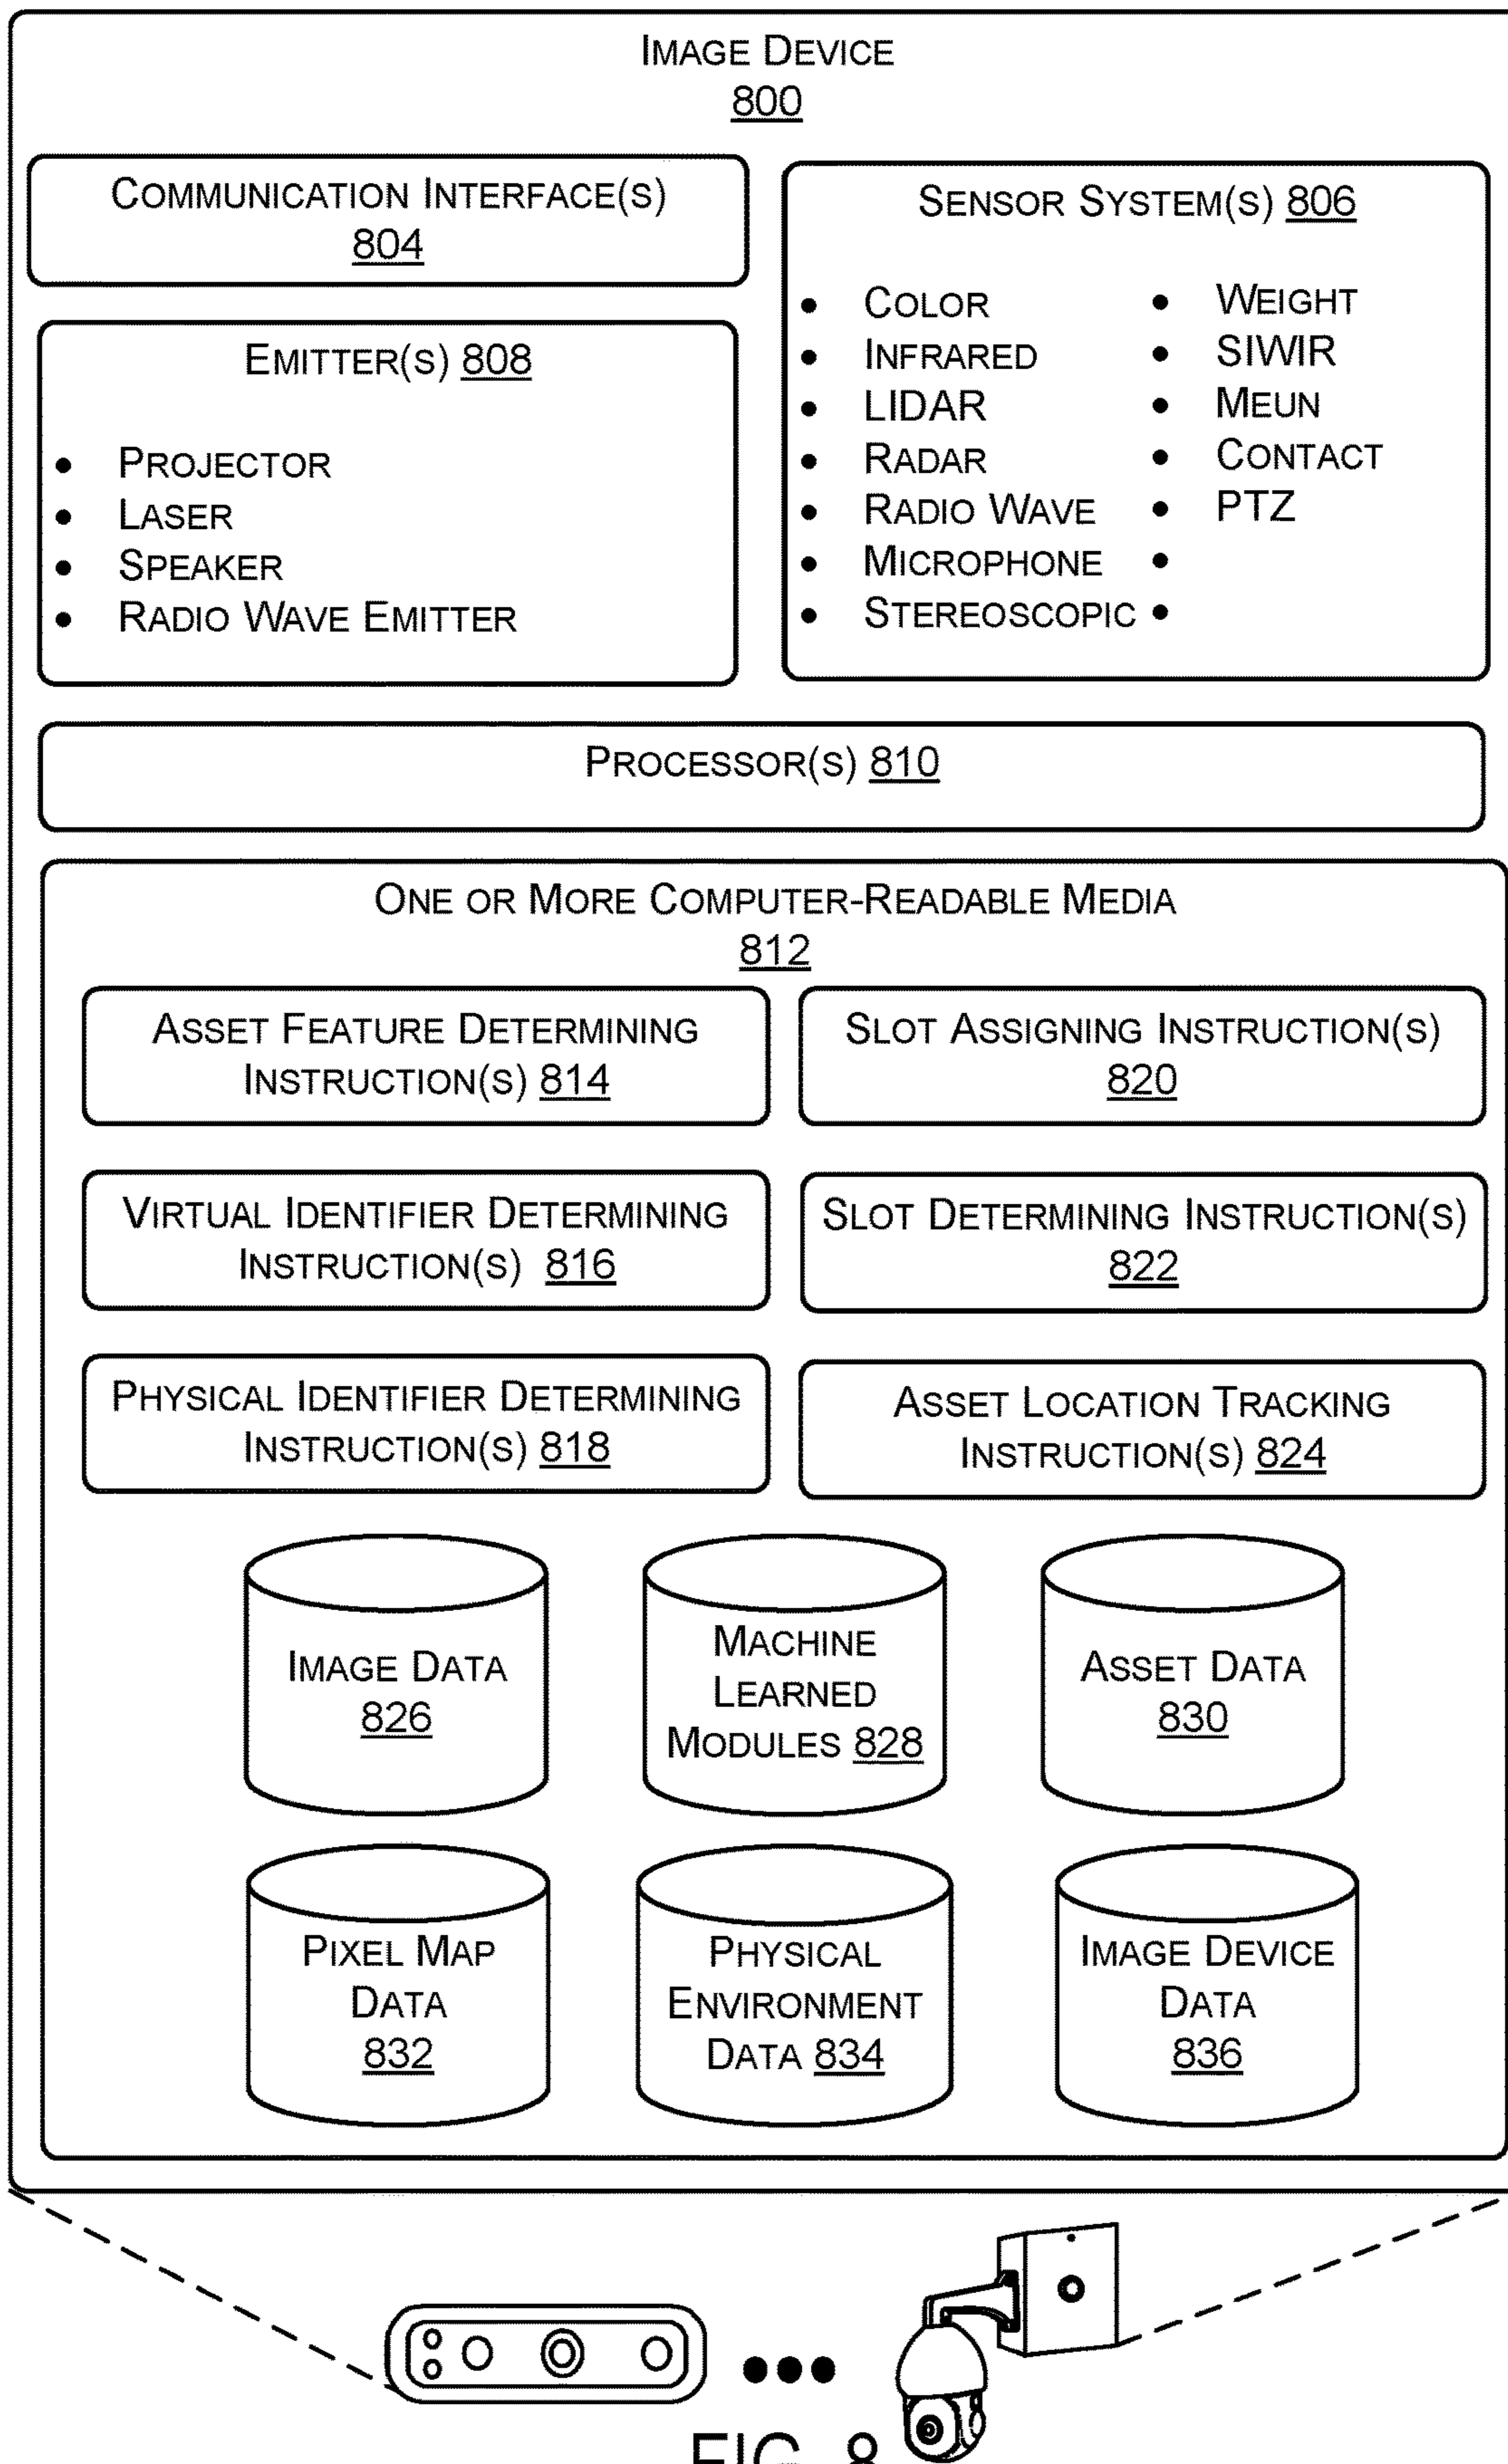 IMAGE DEVICE
800
COMMUNICATION INTERFACE(S)
804
EMITTER(S) 808
• PROJECTOR
• LASER
• SPEAKER
• RADIO WAVE EMITTER
SENSOR SYSTEM(S) 806
• COLOR
• INFRARED
• LIDAR
• RADAR
• RADIO WAVE
• MICROPHONE
• STEREOSCOPIC
• WEIGHT
• SIWIR
• MEUN
• CONTACT
• PTZ
•
•
PROCESSOR(S) 810
ONE OR MORE COMPUTER-READABLE MEDIA
812
ASSET FEATURE DETERMINING
INSTRUCTION(S) 814
SLOT ASSIGNING INSTRUCTION(S)
820
VIRTUAL IDENTIFIER DETERMINING
INSTRUCTION(S) 816
SLOT DETERMINING INSTRUCTION(S)
822
PHYSICAL IDENTIFIER DETERMINING
INSTRUCTION(S) 818
ASSET LOCATION TRACKING
INSTRUCTION(S) 824
IMAGE DATA
826
MACHINE
LEARNED
MODULES 828
ASSET DATA
830
PIXEL MAP
DATA
832
PHYSICAL
ENVIRONMENT
DATA 834
IMAGE DEVICE
DATA
836
FIG. 8